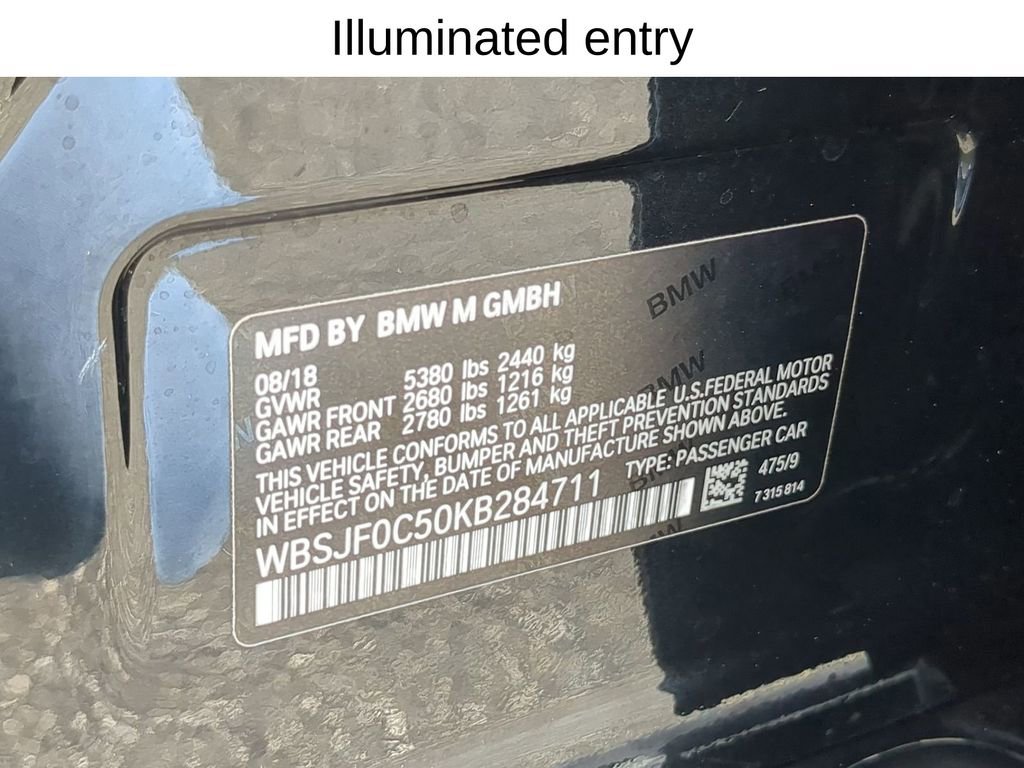 Illuminated entry
MFD BY BMW M GMBH
08/18
GVWR 5380 lbs 2440 kg
GAWR FRONT 2680 lbs 1216 kg
GAWR REAR 2780 lbs 1261 kg
THIS VEHICLE CONFORMS TO ALL APPLICABLE U.S.FEDERAL MOTOR
VEHICLE SAFETY, BUMPER AND THEFT PREVENTION STANDARDS
IN EFFECT ON THE DATE OF MANUFACTURE SHOWN ABOVE.
WBSJF0C50KB284711 TYPE: PASSENGER CAR
475/9
7 315 814
BMW
BMW
BMW